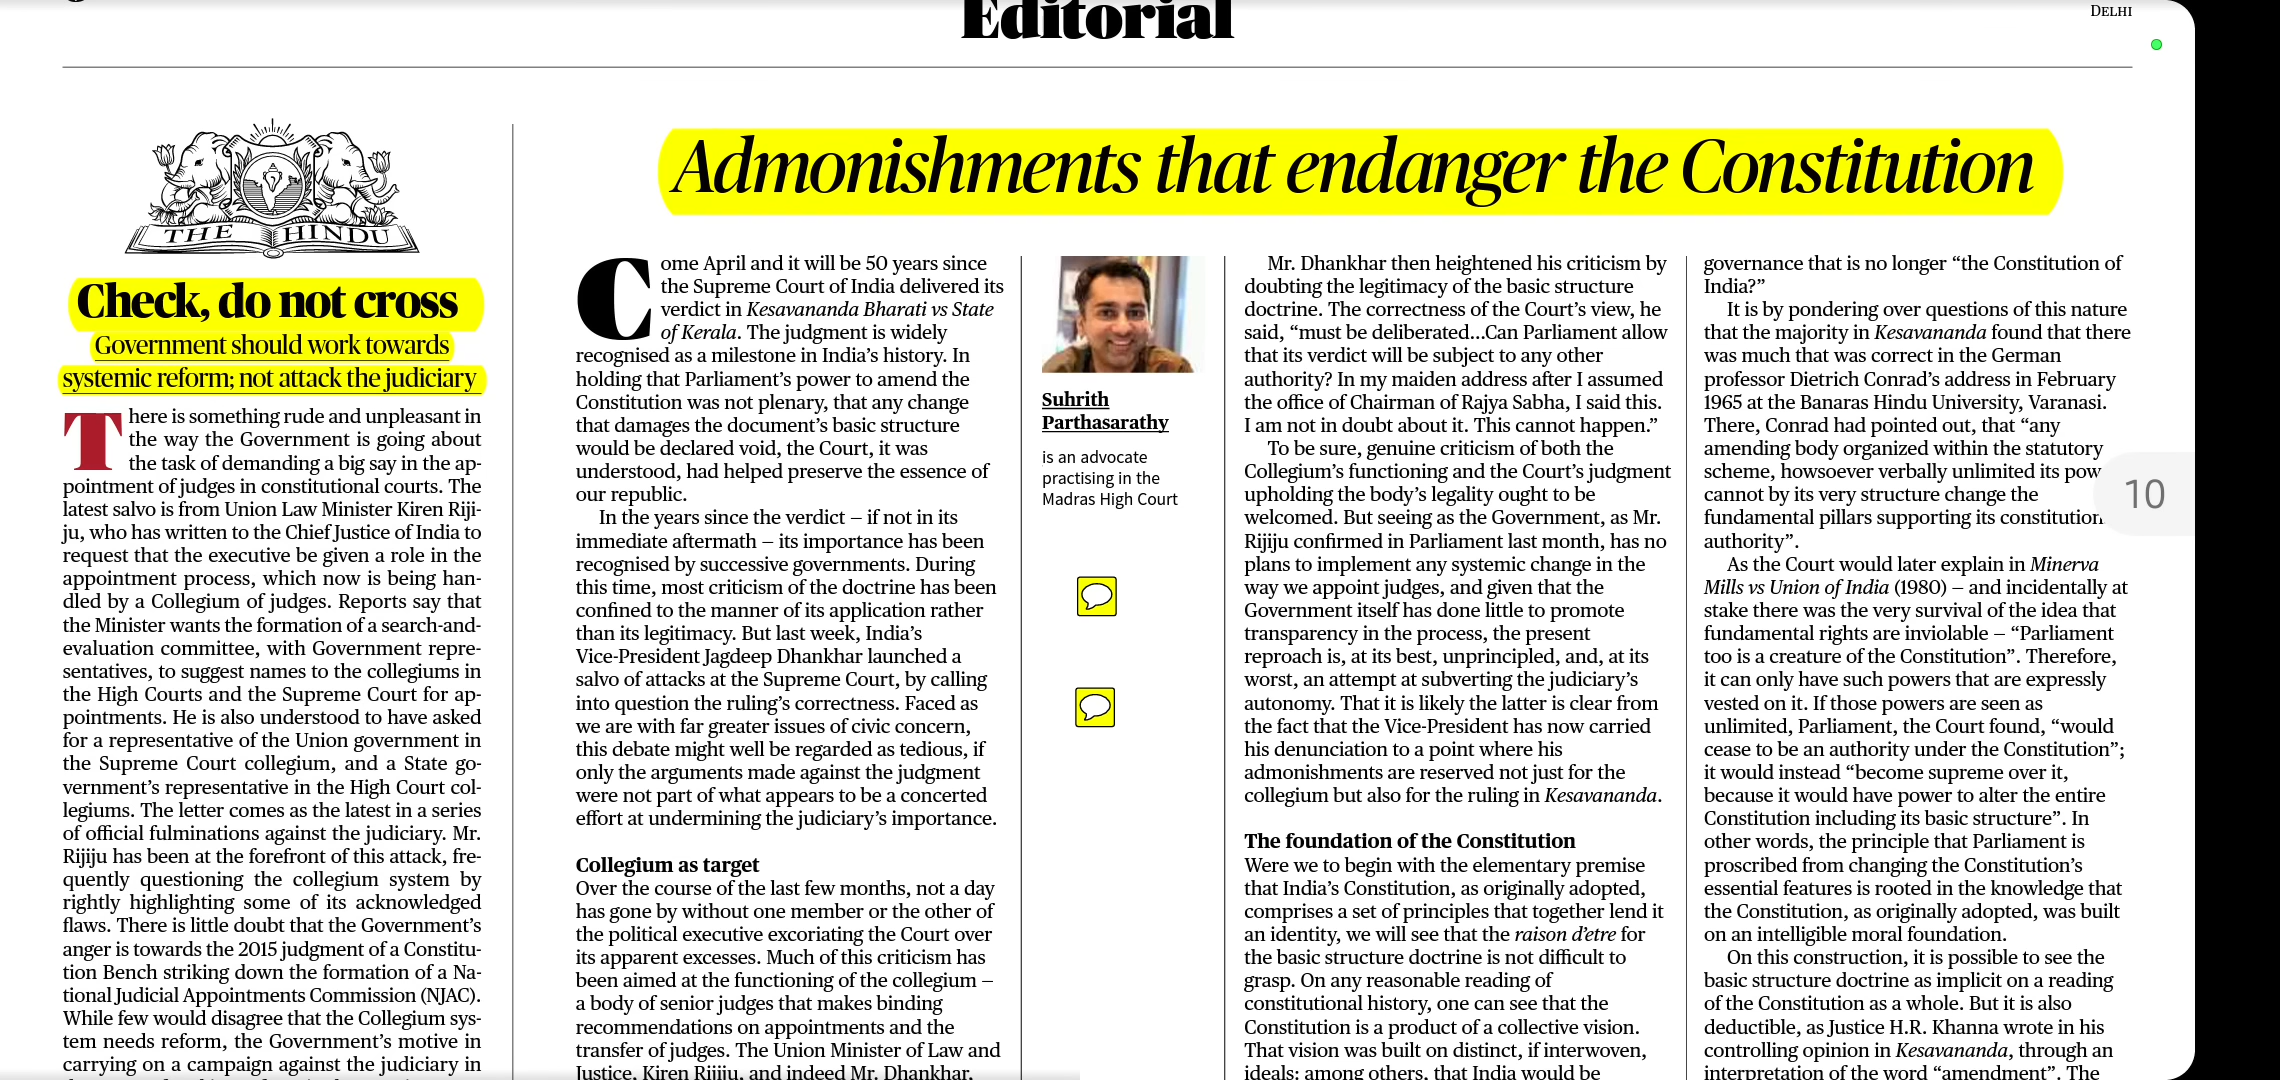 Editorial
DELHI
THE HINDU
Check, do not cross
Government should work towards
systemic reform; not attack the judiciary
There is something rude and unpleasant in
the way the Government is going about
the task of demanding a big say in the ap-
pointment of judges in constitutional courts. The
latest salvo is from Union Law Minister Kiren Riji-
ju, who has written to the Chief Justice of India to
request that the executive be given a role in the
appointment process, which now is being han-
dled by a Collegium of judges. Reports say that
the Minister wants the formation of a search-and-
evaluation committee, with Government repre-
sentatives, to suggest names to the collegiums in
the High Courts and the Supreme Court for ap-
pointments. He is also understood to have asked
for a representative of the Union government in
the Supreme Court collegium, and a State go-
vernment's representative in the High Court col-
legiums. The letter comes as the latest in a series
of official fulminations against the judiciary. Mr.
Rijiju has been at the forefront of this attack, fre-
quently questioning the collegium system by
rightly highlighting some of its acknowledged
flaws. There is little doubt that the Government's
anger is towards the 2015 judgment of a Constitu-
tion Bench striking down the formation of a Na-
tional Judicial Appointments Commission (NJAC).
While few would disagree that the Collegium sys-
tem needs reform, the Government's motive in
carrying on a campaign against the judiciary in
Admonishments that endanger the Constitution
Come April and it will be 50 years since
the Supreme Court of India delivered its
verdict in Kesavananda Bharati vs State
of Kerala. The judgment is widely
recognised as a milestone in India's history. In
holding that Parliament's power to amend the
Constitution was not plenary, that any change
that damages the document's basic structure
would be declared void, the Court, it was
understood, had helped preserve the essence of
our republic.
In the years since the verdict – if not in its
immediate aftermath – its importance has been
recognised by successive governments. During
this time, most criticism of the doctrine has been
confined to the manner of its application rather
than its legitimacy. But last week, India's
Vice-President Jagdeep Dhankhar launched a
salvo of attacks at the Supreme Court, by calling
into question the ruling's correctness. Faced as
we are with far greater issues of civic concern,
this debate might well be regarded as tedious, if
only the arguments made against the judgment
were not part of what appears to be a concerted
effort at undermining the judiciary's importance.
Collegium as target
Over the course of the last few months, not a day
has gone by without one member or the other of
the political executive excoriating the Court over
its apparent excesses. Much of this criticism has
been aimed at the functioning of the collegium –
a body of senior judges that makes binding
recommendations on appointments and the
transfer of judges. The Union Minister of Law and
Justice, Kiren Rijiju, and indeed Mr. Dhankhar,
Suhrith
Parthasarathy
is an advocate
practising in the
Madras High Court
Mr. Dhankhar then heightened his criticism by
doubting the legitimacy of the basic structure
doctrine. The correctness of the Court's view, he
said, "must be deliberated...Can Parliament allow
that its verdict will be subject to any other
authority? In my maiden address after I assumed
the office of Chairman of Rajya Sabha, I said this.
I am not in doubt about it. This cannot happen."
To be sure, genuine criticism of both the
Collegium's functioning and the Court's judgment
upholding the body's legality ought to be
welcomed. But seeing as the Government, as Mr.
Rijiju confirmed in Parliament last month, has no
plans to implement any systemic change in the
way we appoint judges, and given that the
Government itself has done little to promote
transparency in the process, the present
reproach is, at its best, unprincipled, and, at its
worst, an attempt at subverting the judiciary's
autonomy. That it is likely the latter is clear from
the fact that the Vice-President has now carried
his denunciation to a point where his
admonishments are reserved not just for the
collegium but also for the ruling in Kesavananda.
The foundation of the Constitution
Were we to begin with the elementary premise
that India's Constitution, as originally adopted,
comprises a set of principles that together lend it
an identity, we will see that the raison d'etre for
the basic structure doctrine is not difficult to
grasp. On any reasonable reading of
constitutional history, one can see that the
Constitution is a product of a collective vision.
That vision was built on distinct, if interwoven,
ideals: among others, that India would be
governance that is no longer "the Constitution of
India?"
It is by pondering over questions of this nature
that the majority in Kesavananda found that there
was much that was correct in the German
professor Dietrich Conrad's address in February
1965 at the Banaras Hindu University, Varanasi.
There, Conrad had pointed out, that "any
amending body organized within the statutory
scheme, howsoever verbally unlimited its pow
cannot by its very structure change the
fundamental pillars supporting its constitution
authority".
As the Court would later explain in Minerva
Mills vs Union of India (1980) – and incidentally at
stake there was the very survival of the idea that
fundamental rights are inviolable – "Parliament
too is a creature of the Constitution". Therefore,
it can only have such powers that are expressly
vested on it. If those powers are seen as
unlimited, Parliament, the Court found, "would
cease to be an authority under the Constitution";
it would instead "become supreme over it,
because it would have power to alter the entire
Constitution including its basic structure". In
other words, the principle that Parliament is
proscribed from changing the Constitution's
essential features is rooted in the knowledge that
the Constitution, as originally adopted, was built
on an intelligible moral foundation.
On this construction, it is possible to see the
basic structure doctrine as implicit on a reading
of the Constitution as a whole. But it is also
deductible, as Justice H.R. Khanna wrote in his
controlling opinion in Kesavananda, through an
interpretation of the word "amendment". The
10